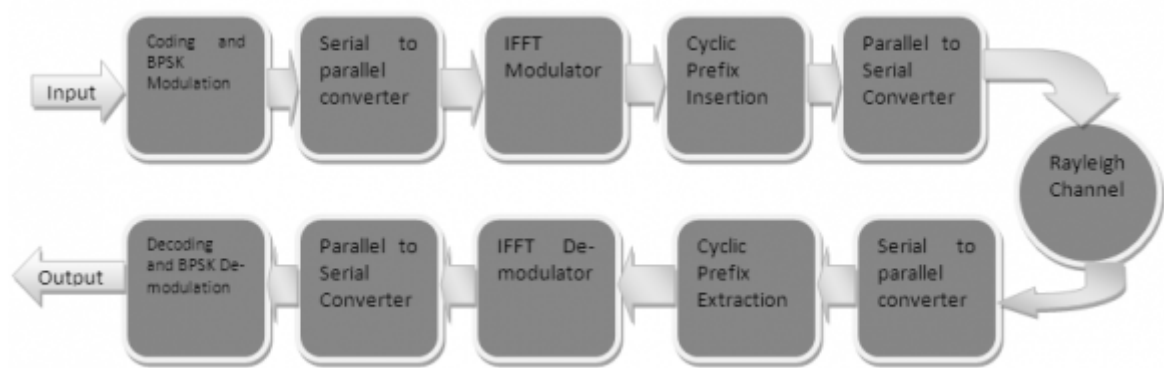 Input
Coding and
BPSK
Modulation
Serial to
parallel
converter
IFFT
Modulator
Cyclic
Prefix
Insertion
Parallel to
Serial
Converter
Rayleigh
Channel
Serial to
parallel
converter
Cyclic
Prefix
Extraction
IFFT De-
modulator
Parallel to
Serial
Converter
Decoding
and BPSK De-
modulation
Output